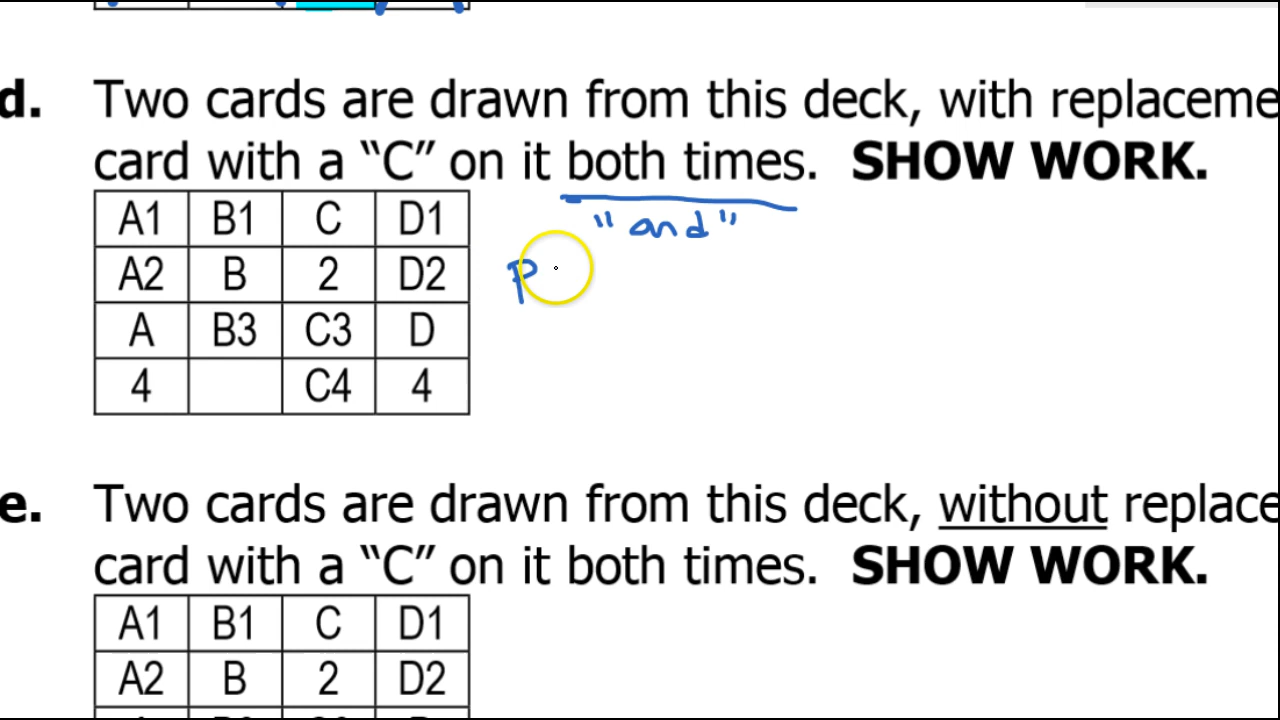 d. Two cards are drawn from this deck, with replaceme
card with a “C” on it both times. SHOW WORK.
"and"
A1 B1 C D1
P
A2 B 2 D2
A B3 C3 D
4 C4 4
e. Two cards are drawn from this deck, without replace
card with a “C” on it both times. SHOW WORK.
A1 B1 C D1
A2 B 2 D2